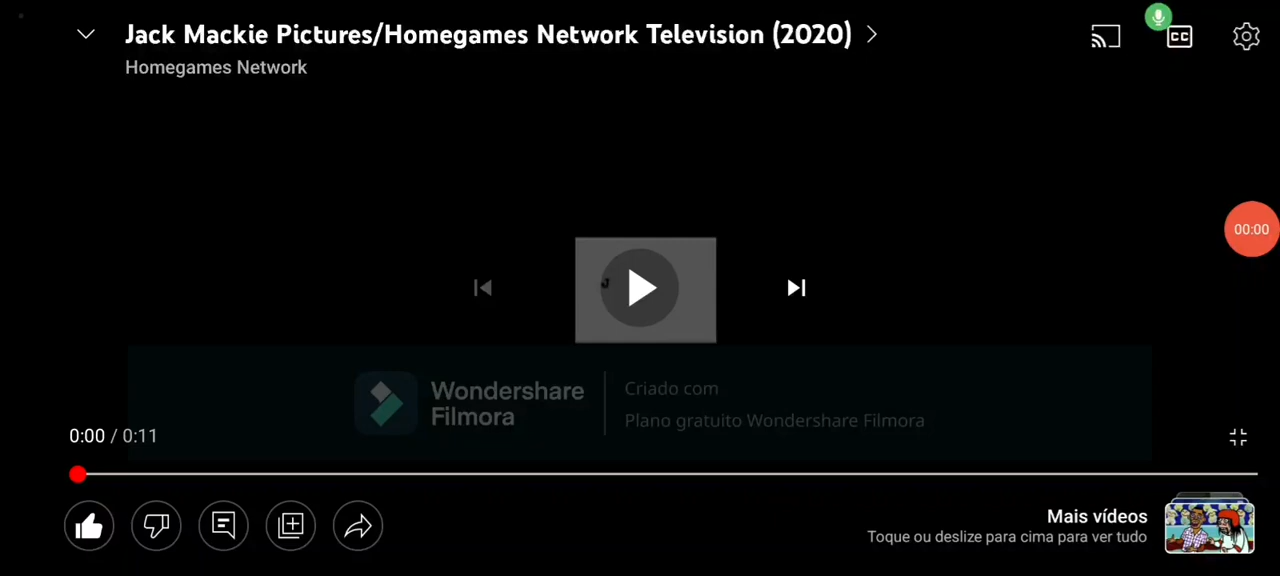 Jack Mackie Pictures/Homegames Network Television (2020)
CC
Homegames Network
00:00
J
Wondershare
Filmora
Criado com
Plano gratuito Wondershare Filmora
0:00 / 0:11
Mais vídeos
Toque ou deslize para cima para ver tudo